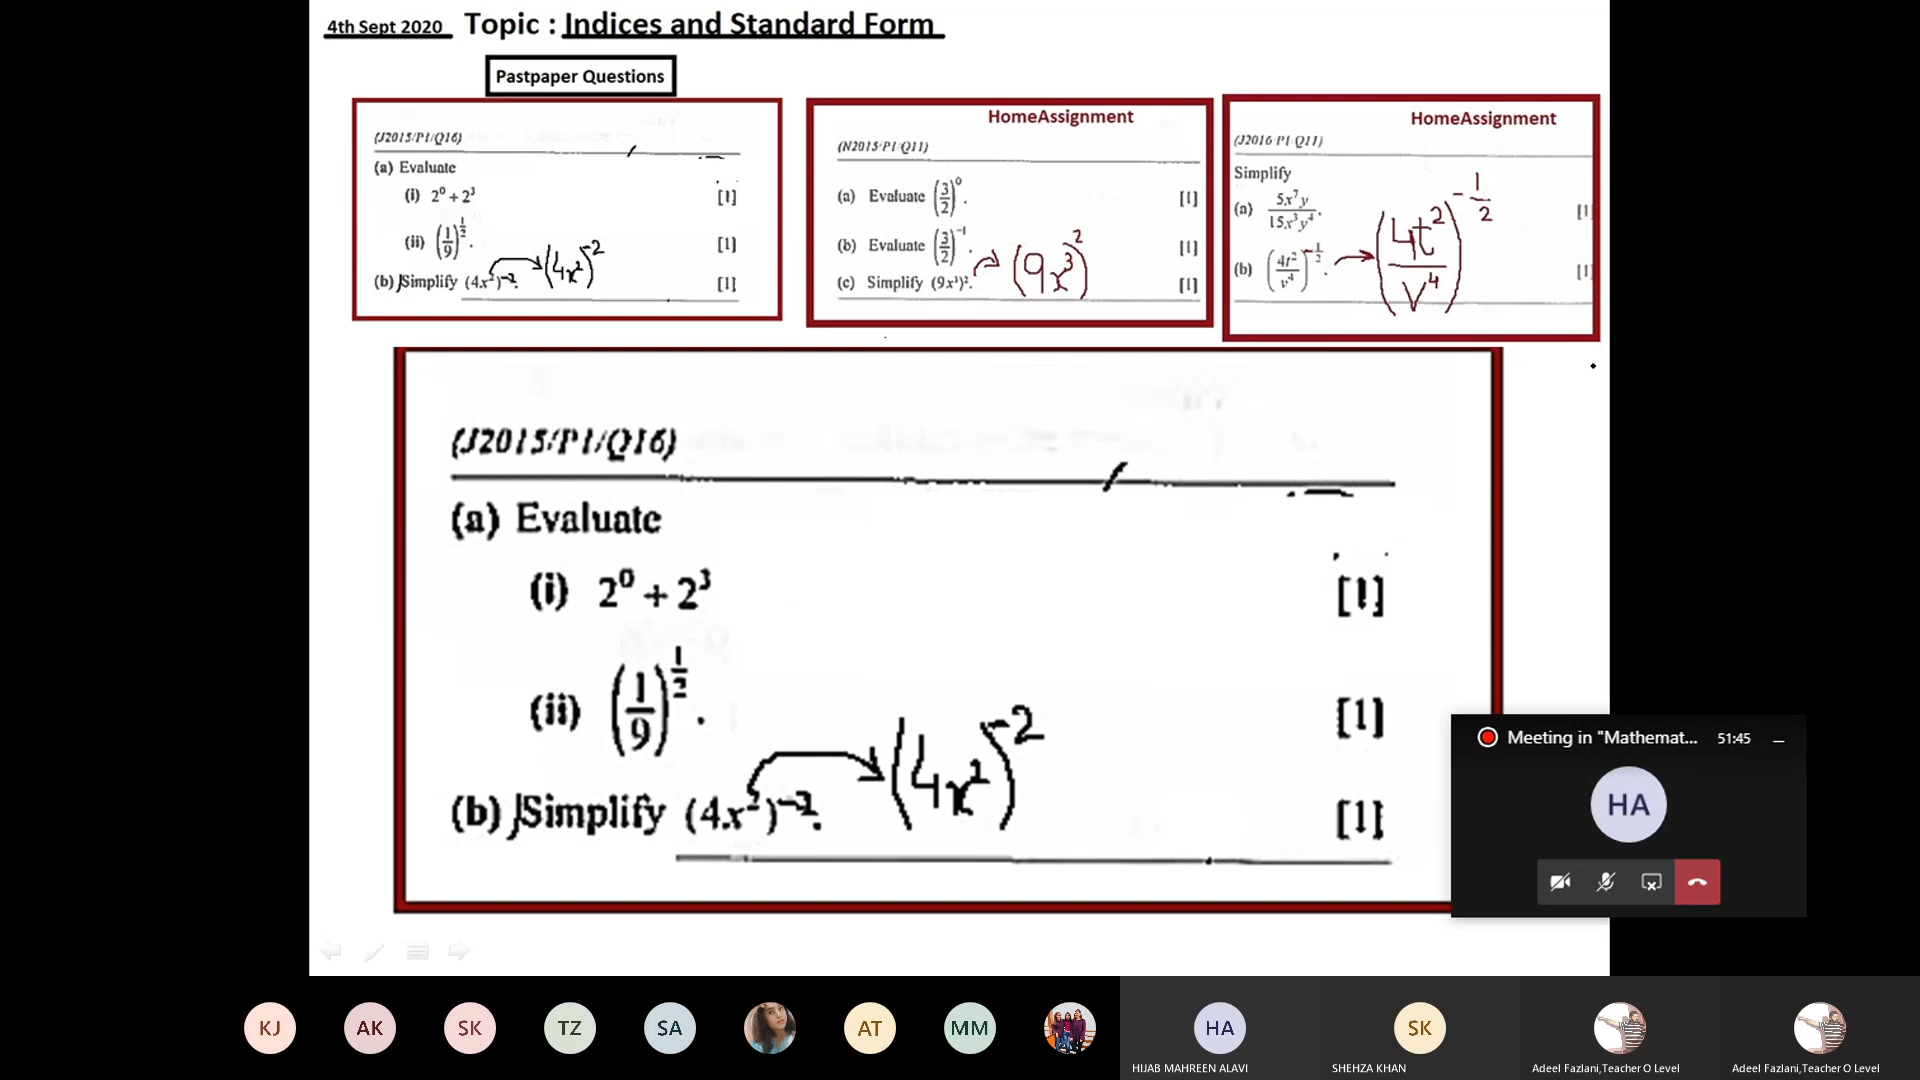 4th Sept 2020 Topic : Indices and Standard Form
Pastpaper Questions
(J2015/P1/Q16)
(a) Evaluate
(i) 2⁰ + 2³ [1]
(ii) (1/9)^(1/2). [1]
(b) Simplify (4x²)⁻². → (4x²)⁻² [1]
HomeAssignment
(N2015/P1/Q11)
(a) Evaluate (3/2)⁰. [1]
(b) Evaluate (3/2)⁻¹. [1]
(c) Simplify (9x³)². → (9x³)² [1]
HomeAssignment
(J2016/P1/Q11)
Simplify
(a) 5x⁷y/15x³y⁴. [1]
(b) (4t²/v⁴)^(-1/2). → (4t²/v⁴)^(-1/2) [1]
(J2015/P1/Q16)
(a) Evaluate
(i) 2⁰ + 2³ [1]
(ii) (1/9)^(1/2). [1]
(b) Simplify (4x²)⁻². → (4x²)⁻² [1]
Meeting in "Mathemat... 51:45
HA
KJ AK SK TZ SA AT MM HA SK
HIJAB MAHREEN ALAVI SHEHZA KHAN Adeel Fazlani,Teacher O Level Adeel Fazlani,Teacher O Level